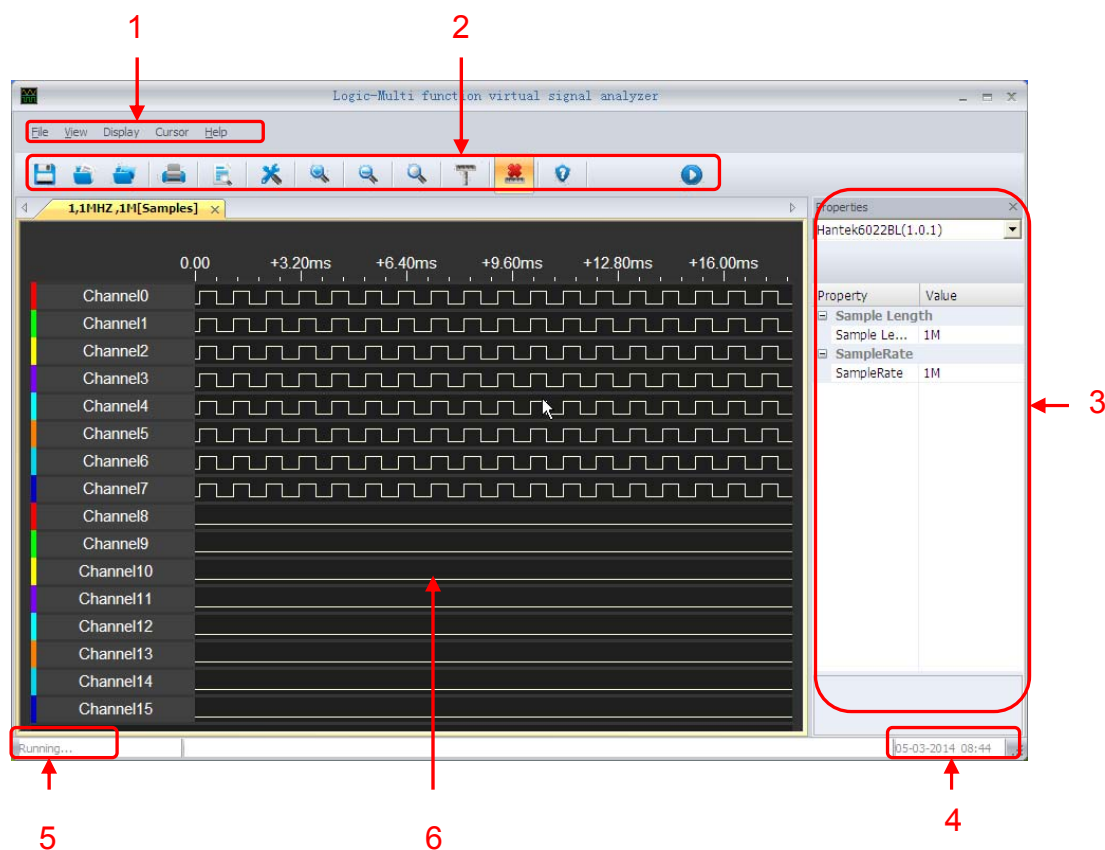 1
2
Logic-Multi function virtual signal analyzer
File View Display Cursor Help
1,1MHZ,1M[Samples]
Properties
Hantek6022BL(1.0.1)
0.00 +3.20ms +6.40ms +9.60ms +12.80ms +16.00ms
Property Value
Sample Length
Sample Le... 1M
SampleRate
SampleRate 1M
Channel0
Channel1
Channel2
Channel3
Channel4
Channel5
Channel6
Channel7
Channel8
Channel9
Channel10
Channel11
Channel12
Channel13
Channel14
Channel15
3
Running...
05-03-2014 08:44
5
6
4